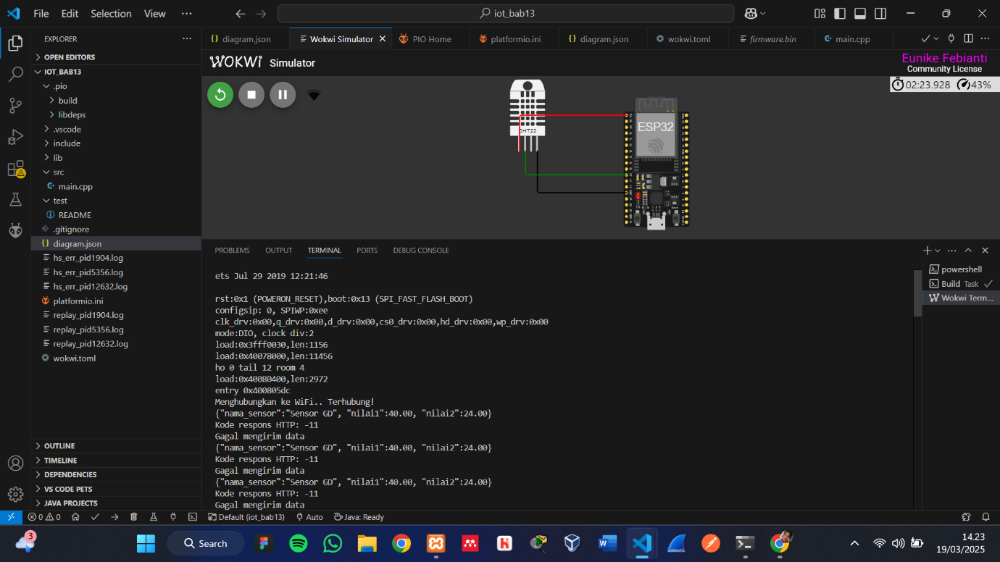 File Edit Selection View ··· iot_bab13
EXPLORER ···
OPEN EDITORS
IOT_BAB13
.pio
build
libdeps
.vscode
include
lib
src
main.cpp
test
README
.gitignore
diagram.json
hs_err_pid1904.log
hs_err_pid5356.log
hs_err_pid12632.log
platformio.ini
replay_pid1904.log
replay_pid5356.log
replay_pid12632.log
wokwi.toml
OUTLINE
TIMELINE
DEPENDENCIES
VS CODE PETS
JAVA PROJECTS
diagram.json Wokwi Simulator PIO Home platformio.ini diagram.json wokwi.toml firmware.bin main.cpp
WOKWi Simulator
Eunike Febianti
Community License
02:23.928 43%
DHT22
ESP32
PROBLEMS OUTPUT TERMINAL PORTS DEBUG CONSOLE
ets Jul 29 2019 12:21:46
rst:0x1 (POWERON_RESET),boot:0x13 (SPI_FAST_FLASH_BOOT)
configsip: 0, SPIWP:0xee
clk_drv:0x00,q_drv:0x00,d_drv:0x00,cs0_drv:0x00,hd_drv:0x00,wp_drv:0x00
mode:DIO, clock div:2
load:0x3fff0030,len:1156
load:0x40078000,len:11456
ho 0 tail 12 room 4
load:0x40080400,len:2972
entry 0x400805dc
Menghubungkan ke WiFi.. Terhubung!
{"nama_sensor":"Sensor GD", "nilai1":40.00, "nilai2":24.00}
Kode respons HTTP: -11
Gagal mengirim data
{"nama_sensor":"Sensor GD", "nilai1":40.00, "nilai2":24.00}
Kode respons HTTP: -11
Gagal mengirim data
{"nama_sensor":"Sensor GD", "nilai1":40.00, "nilai2":24.00}
Kode respons HTTP: -11
Gagal mengirim data
powershell
Build Task
Wokwi Term...
0 0 Default (iot_bab13) Auto Java: Ready
3
Search
14.23
19/03/2025